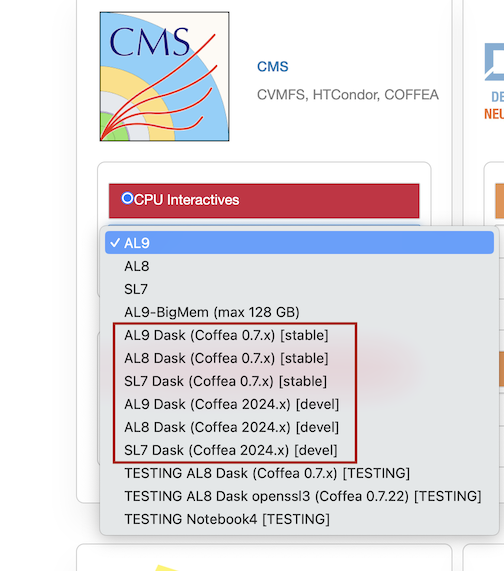 CMS
CMS
CVMFS, HTCondor, COFFEA
DE
NEU
CPU Interactives
✓ AL9
AL8
SL7
AL9-BigMem (max 128 GB)
AL9 Dask (Coffea 0.7.x) [stable]
AL8 Dask (Coffea 0.7.x) [stable]
SL7 Dask (Coffea 0.7.x) [stable]
AL9 Dask (Coffea 2024.x) [devel]
AL8 Dask (Coffea 2024.x) [devel]
SL7 Dask (Coffea 2024.x) [devel]
TESTING AL8 Dask (Coffea 0.7.x) [TESTING]
TESTING AL8 Dask openssl3 (Coffea 0.7.22) [TESTING]
TESTING Notebook4 [TESTING]